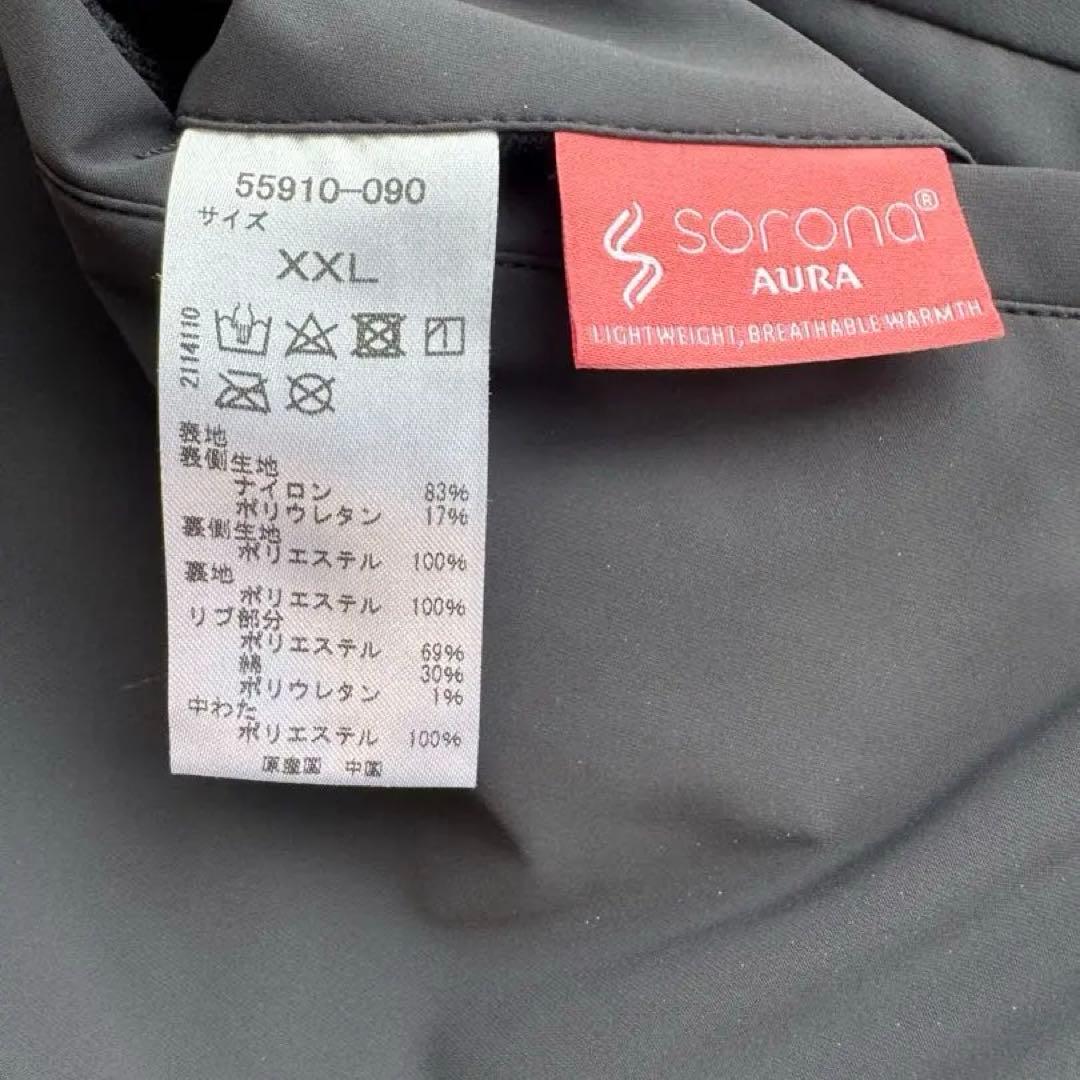 55910-090
サイズ
XXL
2114110
表地
表側生地
ナイロン 83%
ポリウレタン 17%
裏側生地
ポリエステル 100%
裏地
ポリエステル 100%
リブ部分
ポリエステル 69%
綿 30%
ポリウレタン 1%
中わた
ポリエステル 100%
原産国 中国
sorona®
AURA
LIGHTWEIGHT, BREATHABLE WARMTH